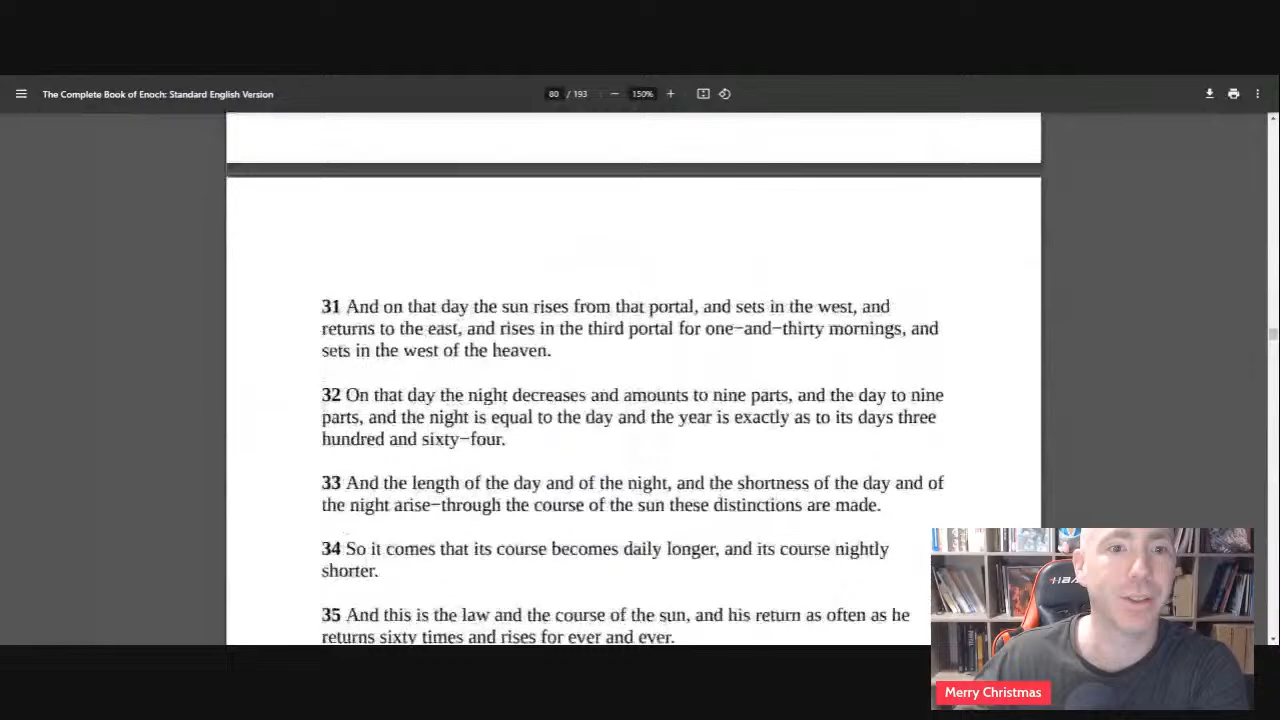 The Complete Book of Enoch: Standard English Version
80 / 193
150%
31 And on that day the sun rises from that portal, and sets in the west, and
returns to the east, and rises in the third portal for one−and−thirty mornings, and
sets in the west of the heaven.
32 On that day the night decreases and amounts to nine parts, and the day to nine
parts, and the night is equal to the day and the year is exactly as to its days three
hundred and sixty−four.
33 And the length of the day and of the night, and the shortness of the day and of
the night arise−through the course of the sun these distinctions are made.
34 So it comes that its course becomes daily longer, and its course nightly
shorter.
35 And this is the law and the course of the sun, and his return as often as he
returns sixty times and rises for ever and ever.
Merry Christmas